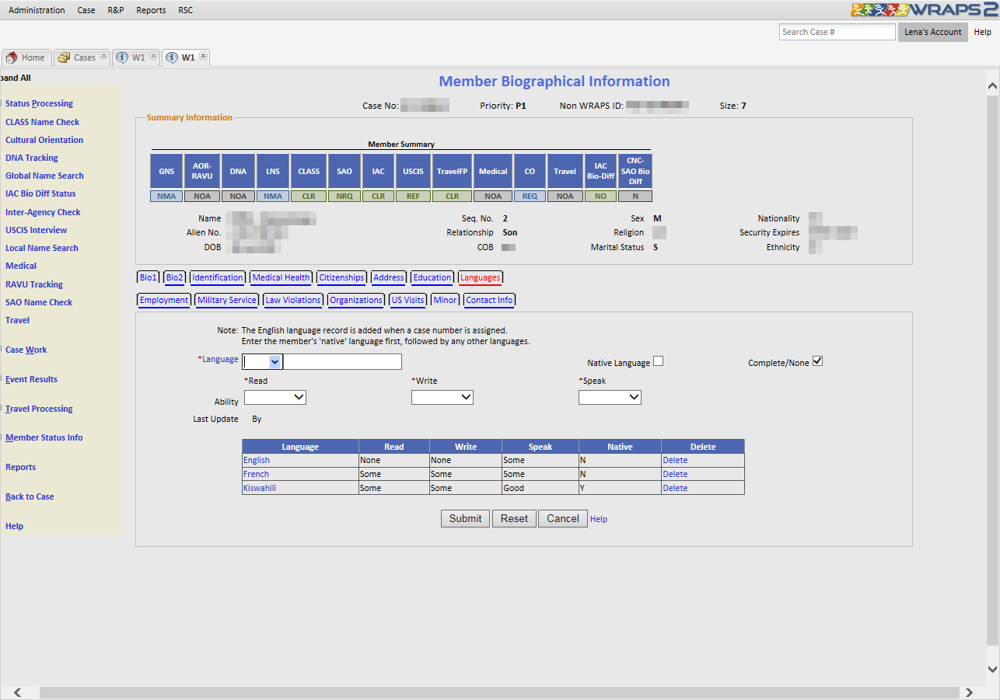 Administration Case R&P Reports RSC WRAPS2
Search Case # Lena's Account Help
Home Cases W1 W1
pand All
Status Processing
CLASS Name Check
Cultural Orientation
DNA Tracking
Global Name Search
IAC Bio Diff Status
Inter-Agency Check
USCIS Interview
Local Name Search
Medical
RAVU Tracking
SAO Name Check
Travel
Case Work
Event Results
Travel Processing
Member Status Info
Reports
Back to Case
Help
Member Biographical Information
Case No: Priority: P1 Non WRAPS ID: Size: 7
Summary Information
Member Summary
GNS AOR-RAVU DNA LNS CLASS SAO IAC USCIS TravelFP Medical CO Travel IAC Bio-Diff CNC-SAO Bio Diff
NMA NOA NOA NMA CLR NRQ CLR REF CLR NOA REQ NOA NO N
Name Seq. No. 2 Sex M Nationality
Alien No. Relationship Son Religion Security Expires
DOB COB Marital Status S Ethnicity
Bio1 Bio2 Identification Medical Health Citizenships Address Education Languages
Employment Military Service Law Violations Organizations US Visits Minor Contact Info
Note: The English language record is added when a case number is assigned.
Enter the member's 'native' language first, followed by any other languages.
*Language Native Language Complete/None
*Read *Write *Speak
Ability
Last Update By
Language Read Write Speak Native Delete
English None None Some N Delete
French Some Some Some N Delete
Kiswahili Some Some Good Y Delete
Submit Reset Cancel Help